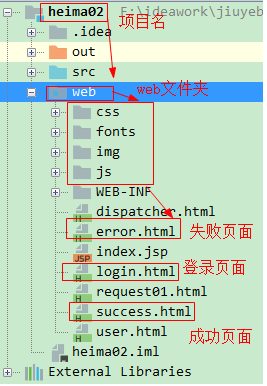 heima02 E:\ideawork\jiuyeb
项目名
.idea
out
src
web
web文件夹
css
fonts
img
js
WEB-INF
dispatcher.html
error.html
失败页面
index.jsp
login.html
登录页面
request01.html
success.html
user.html
成功页面
heima02.iml
External Libraries